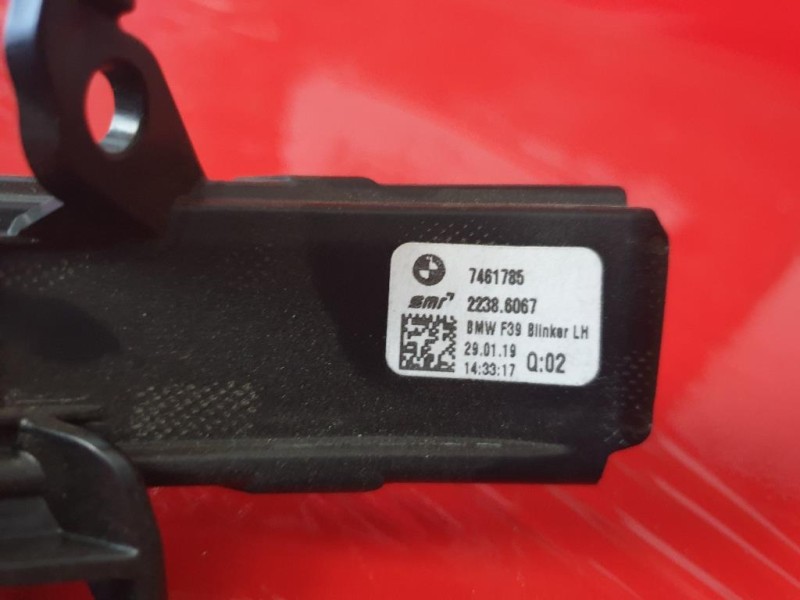 7461785
smr 2238.6067
BMW F39 Blinker LH
29.01.19
14:33:17 Q:02